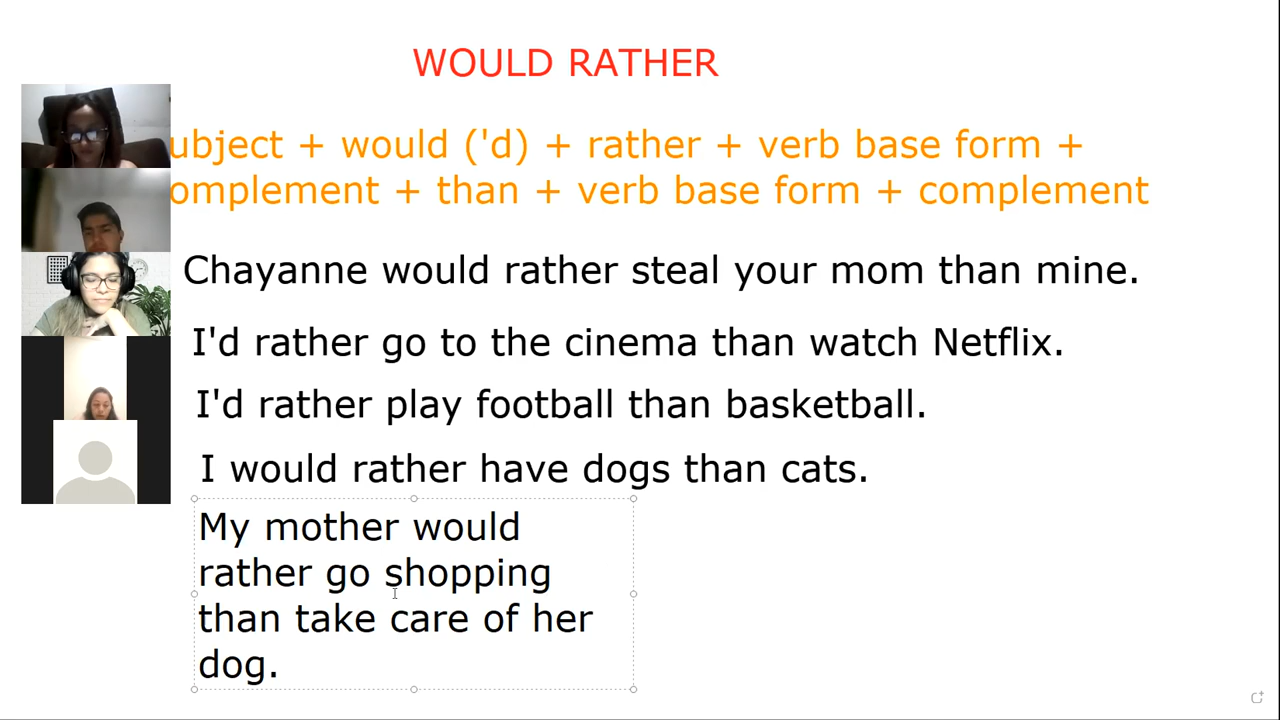 WOULD RATHER
ubject + would ('d) + rather + verb base form +
omplement + than + verb base form + complement
Chayanne would rather steal your mom than mine.
I'd rather go to the cinema than watch Netflix.
I'd rather play football than basketball.
I would rather have dogs than cats.
My mother would
rather go shopping
than take care of her
dog.